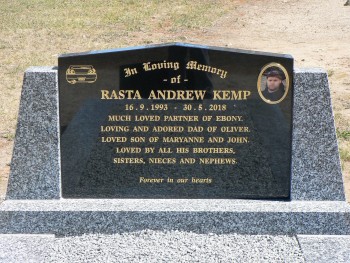 In Loving Memory
- of -
RASTA ANDREW KEMP
16 . 9 . 1993 - 30 . 5 . 2018
MUCH LOVED PARTNER OF EBONY.
LOVING AND ADORED DAD OF OLIVER.
LOVED SON OF MARYANNE AND JOHN.
LOVED BY ALL HIS BROTHERS,
SISTERS, NIECES AND NEPHEWS.
Forever in our hearts